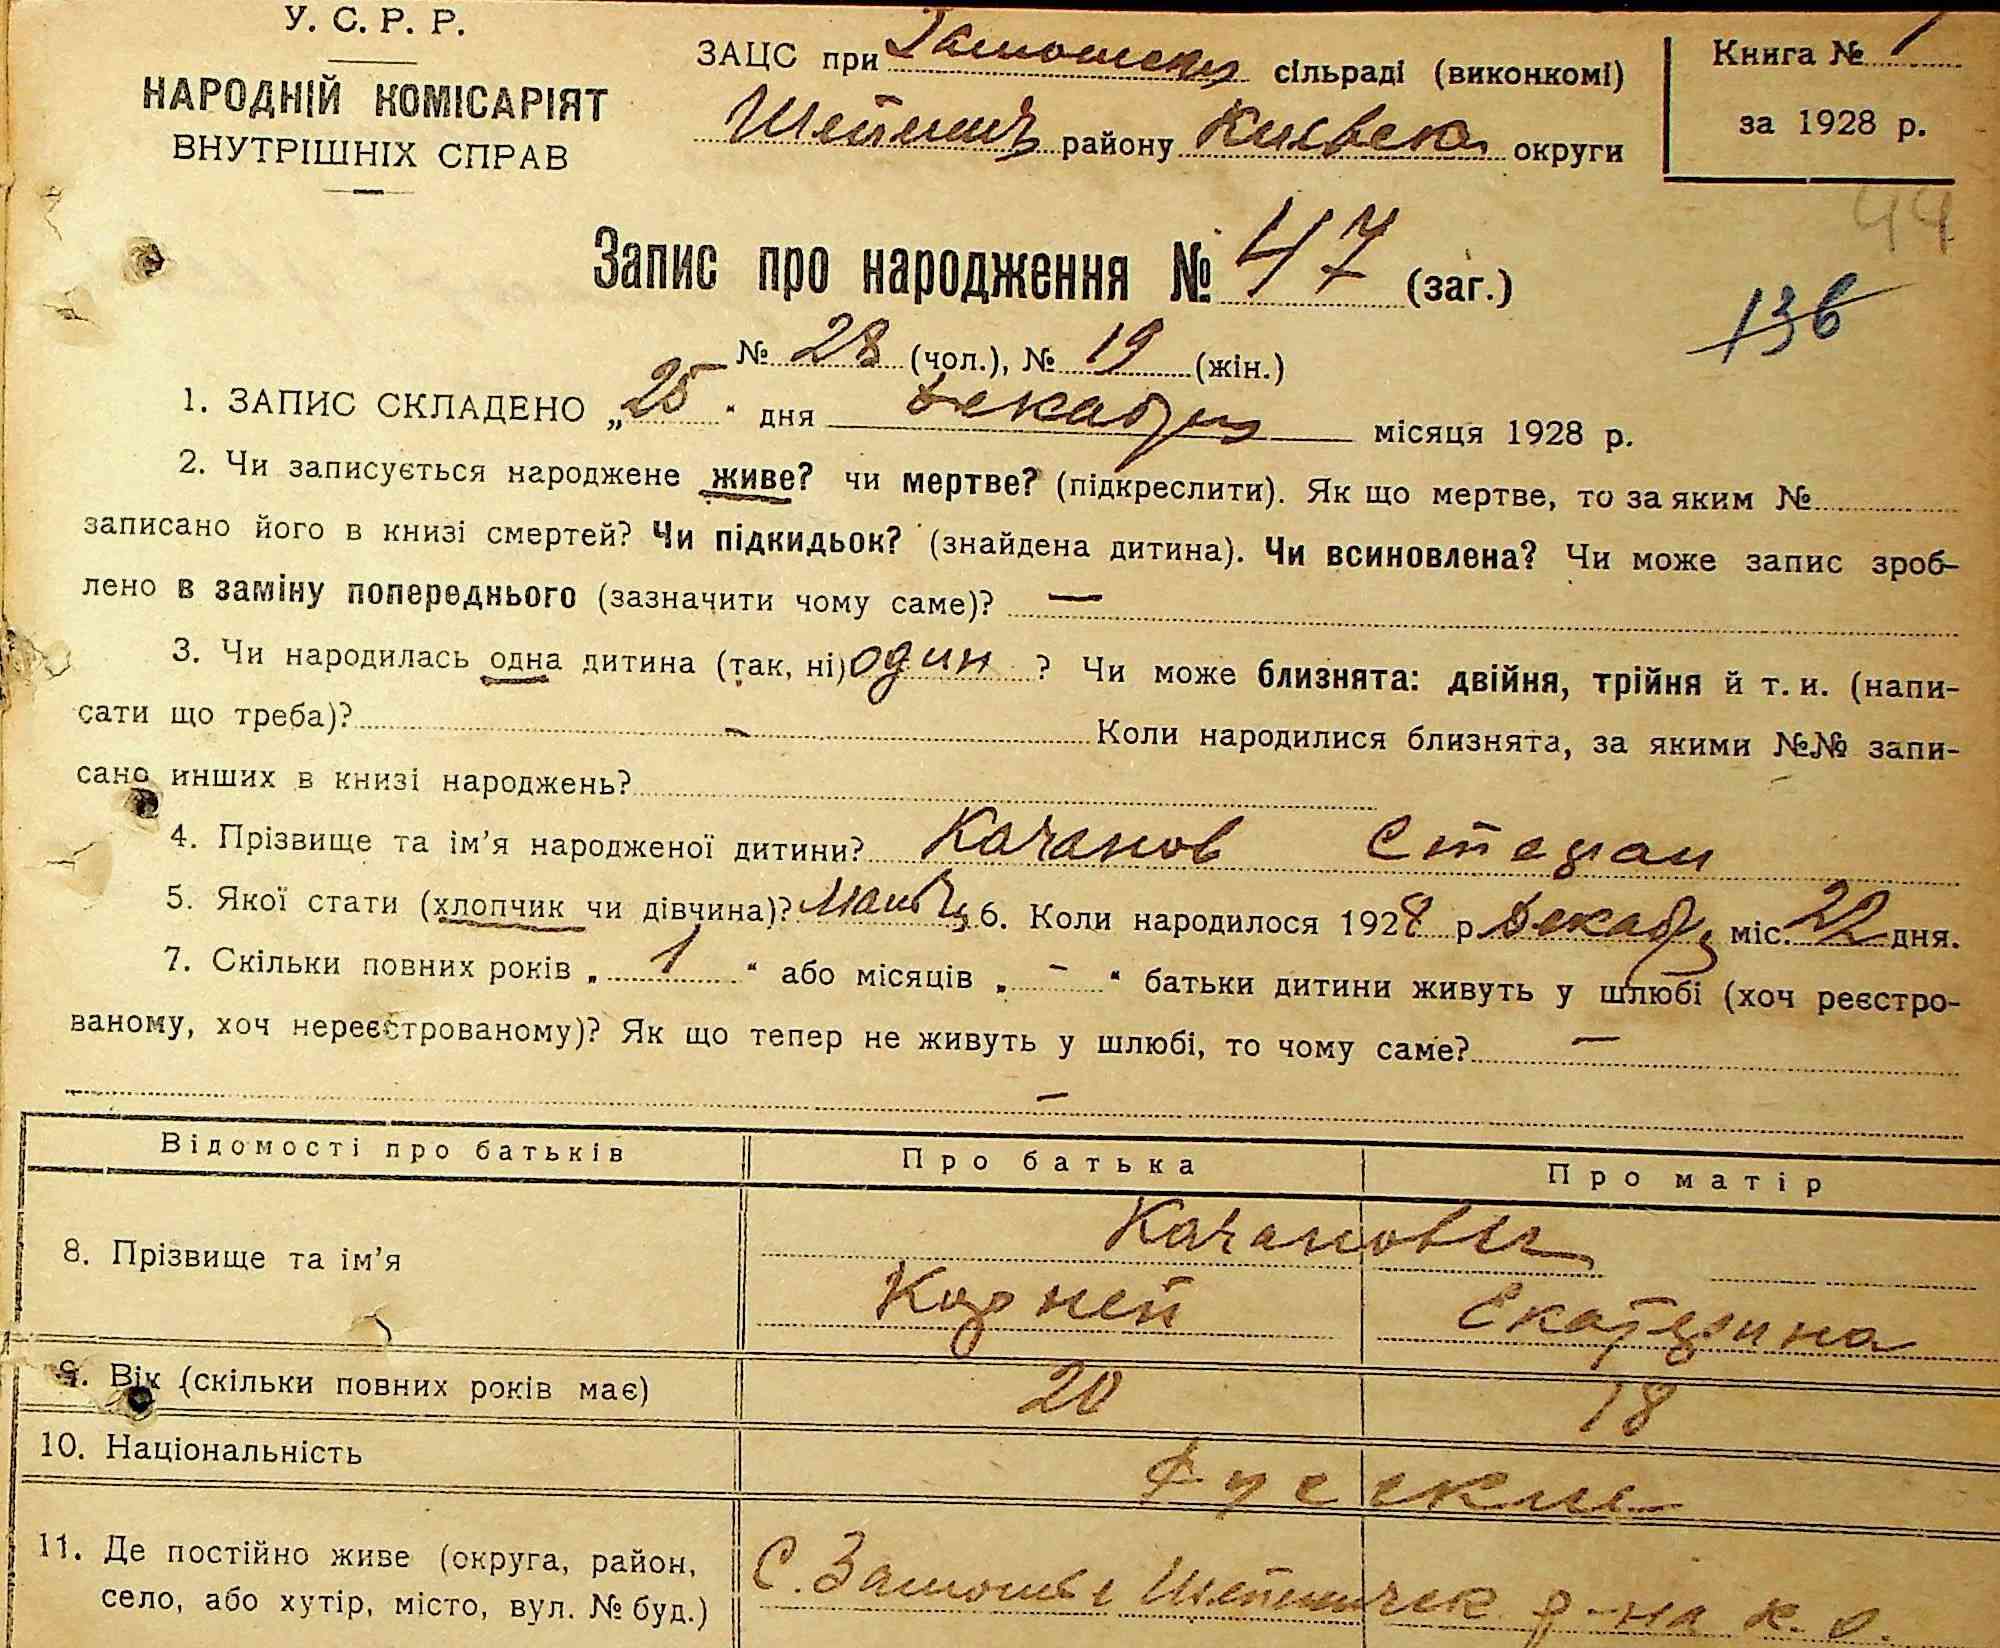 У. С. Р. Р.
НАРОДНІЙ КОМІСАРІЯТ
ВНУТРІШНІХ СПРАВ
ЗАЦС при сільраді (виконкомі)
району Київск округи
Книга № 1
за 1928 р.
44
136
Запис про народження № 47 (заг.)
№ 28 (чол.), № 19 (жін.)
1. ЗАПИС СКЛАДЕНО „25“ дня Декабря місяця 1928 р.
2. Чи записується народжене живе? чи мертве? (підкреслити). Як що мертве, то за яким №
записано його в книзі смертей? Чи підкидьок? (знайдена дитина). Чи всиновлена? Чи може запис зроб-
лено в заміну попереднього (зазначити чому саме)? —
3. Чи народилась одна дитина (так, ні) один ? Чи може близнята: двійня, трійня й т. и. (напи-
сати що треба)? - Коли народилися близнята, за якими №№ запи-
сано инших в книзі народжень?
4. Прізвище та ім’я народженої дитини? Качанов Степан
5. Якої стати (хлопчик чи дівчина)? 6. Коли народилося 1928 р Декабр міс. 22 дня.
7. Скільки повних років „ 1 “ або місяців „ - “ батьки дитини живуть у шлюбі (хоч реєстро-
ваному, хоч нереєстрованому)? Як що тепер не живуть у шлюбі, то чому саме? —
-
Відомості про батьків Про батька Про матір
8. Прізвище та ім’я Качановы
Корней Екатерина
9. Вік (скільки повних років має) 20 18
10. Національність Русские
11. Де постійно живе (округа, район, С. р-на К. О.
село, або хутір, місто, вул. № буд.)